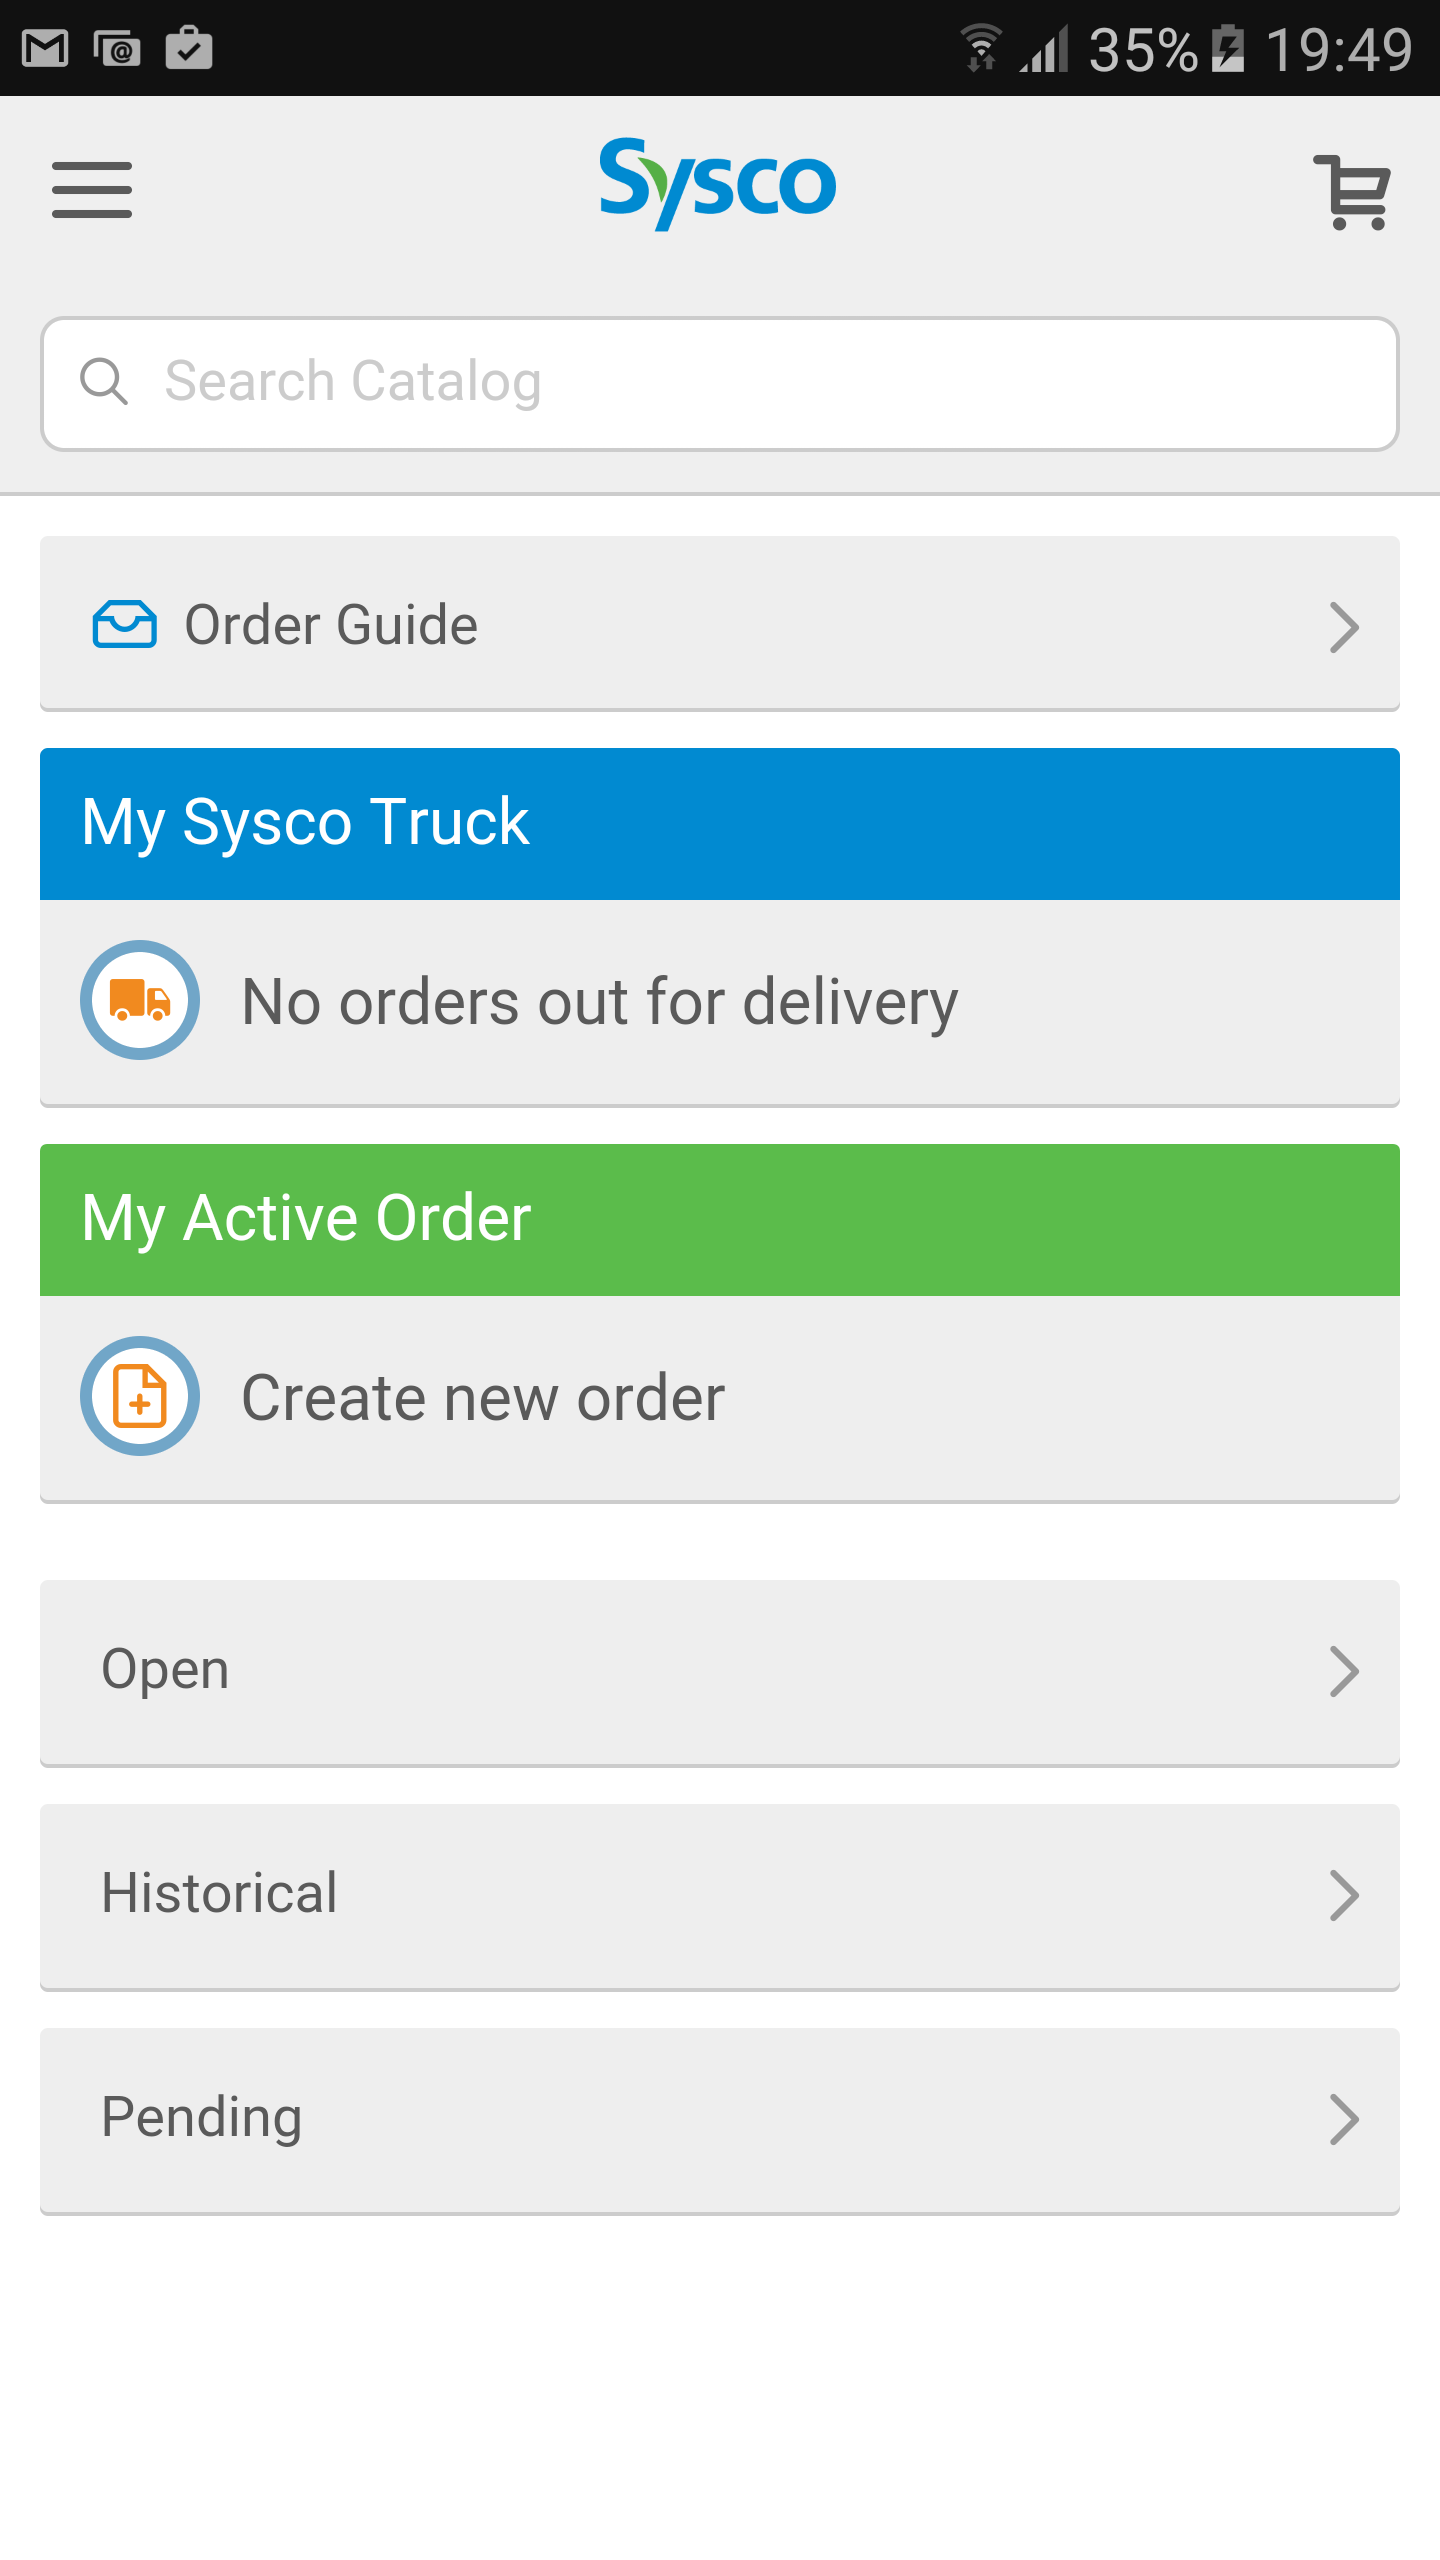 35% 19:49
Sysco
Search Catalog
Order Guide
My Sysco Truck
No orders out for delivery
My Active Order
Create new order
Open
Historical
Pending